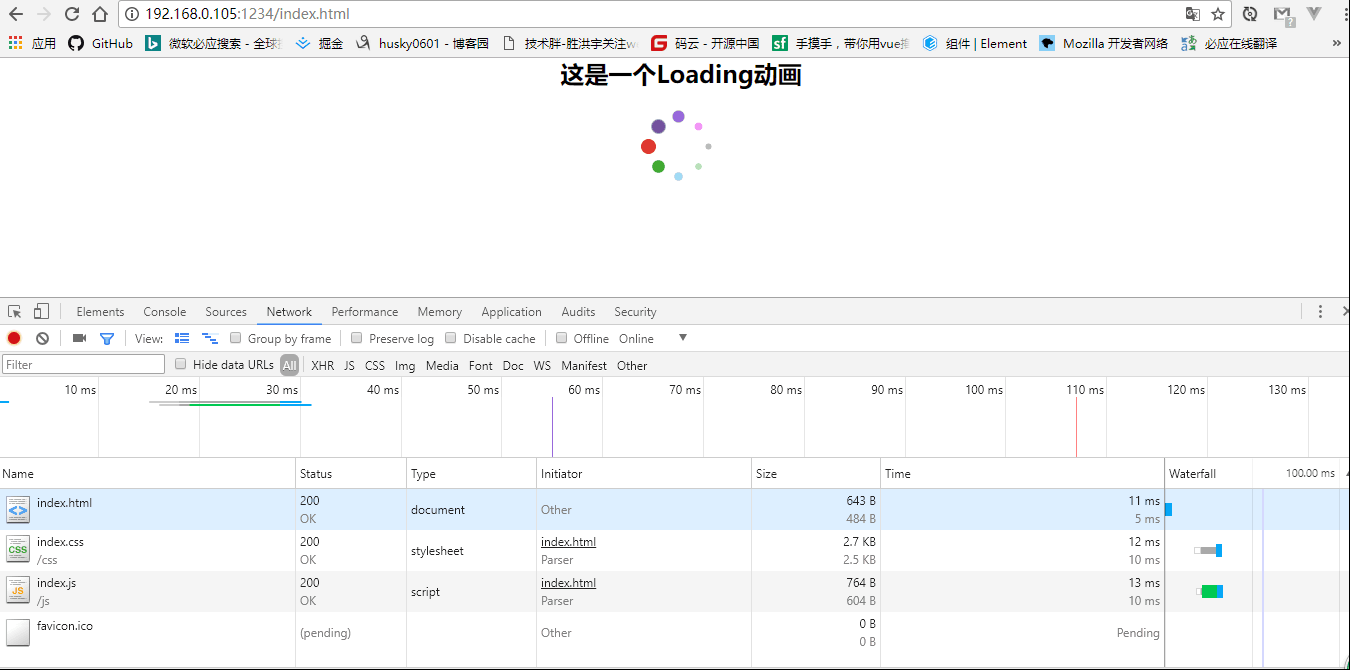 192.168.0.105:1234/index.html
应用 GitHub 微软必应搜索 - 全球 掘金 husky0601 - 博客园 技术胖-胜洪宇关注w 码云 - 开源中国 sf 手摸手，带你用vue 组件 | Element Mozilla 开发者网络 必应在线翻译 »
这是一个Loading动画
Elements Console Sources Network Performance Memory Application Audits Security
View: Group by frame Preserve log Disable cache Offline Online
Filter Hide data URLs All XHR JS CSS Img Media Font Doc WS Manifest Other
10 ms 20 ms 30 ms 40 ms 50 ms 60 ms 70 ms 80 ms 90 ms 100 ms 110 ms 120 ms 130 ms
Name Status Type Initiator Size Time Waterfall 100.00 ms
index.html 200 document Other 643 B 11 ms
OK 484 B 5 ms
index.css 200 stylesheet index.html 2.7 KB 12 ms
/css OK Parser 2.5 KB 10 ms
index.js 200 script index.html 764 B 13 ms
/js OK Parser 604 B 10 ms
favicon.ico (pending) Other 0 B Pending
0 B